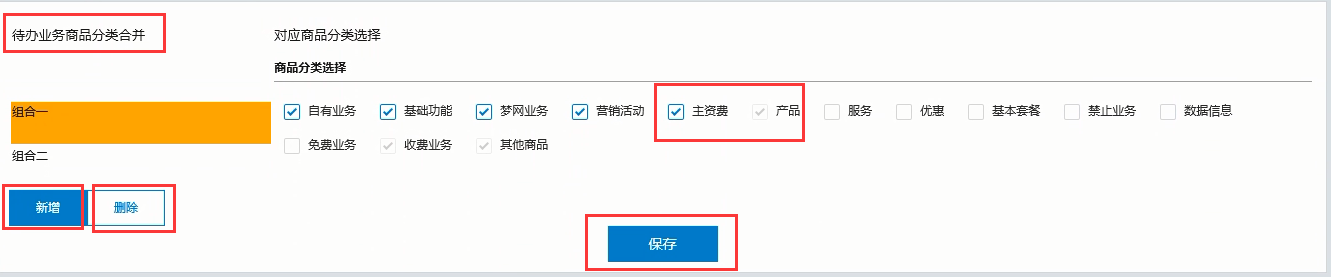 待办业务商品分类合并
对应商品分类选择
商品分类选择
组合一
自有业务 基础功能 梦网业务 营销活动 主资费 产品 服务 优惠 基本套餐 禁止业务 数据信息
免费业务 收费业务 其他商品
组合二
新增 删除
保存